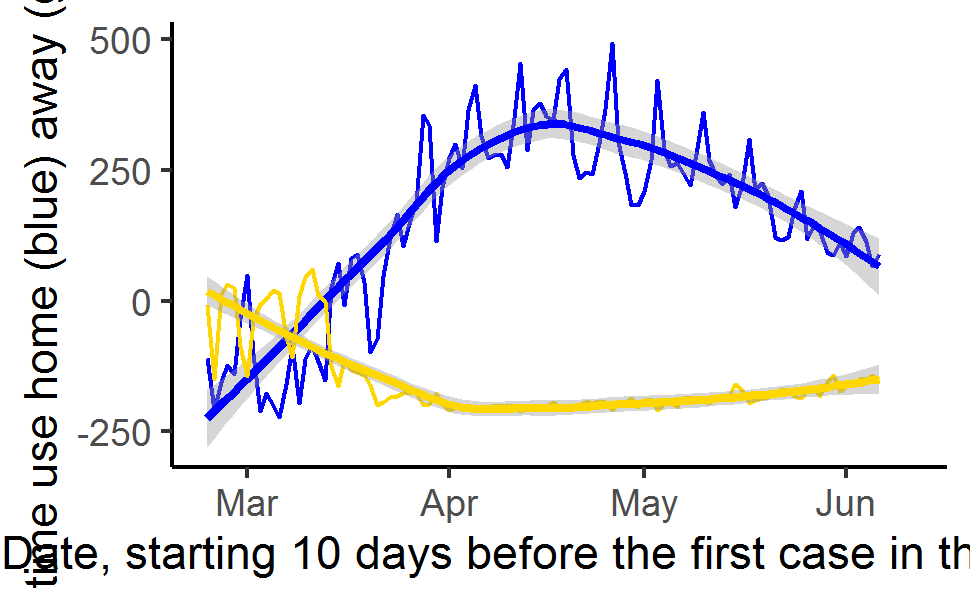 time use home (blue) away (
500
250
0
-250
Mar Apr May Jun
Date, starting 10 days before the first case in th